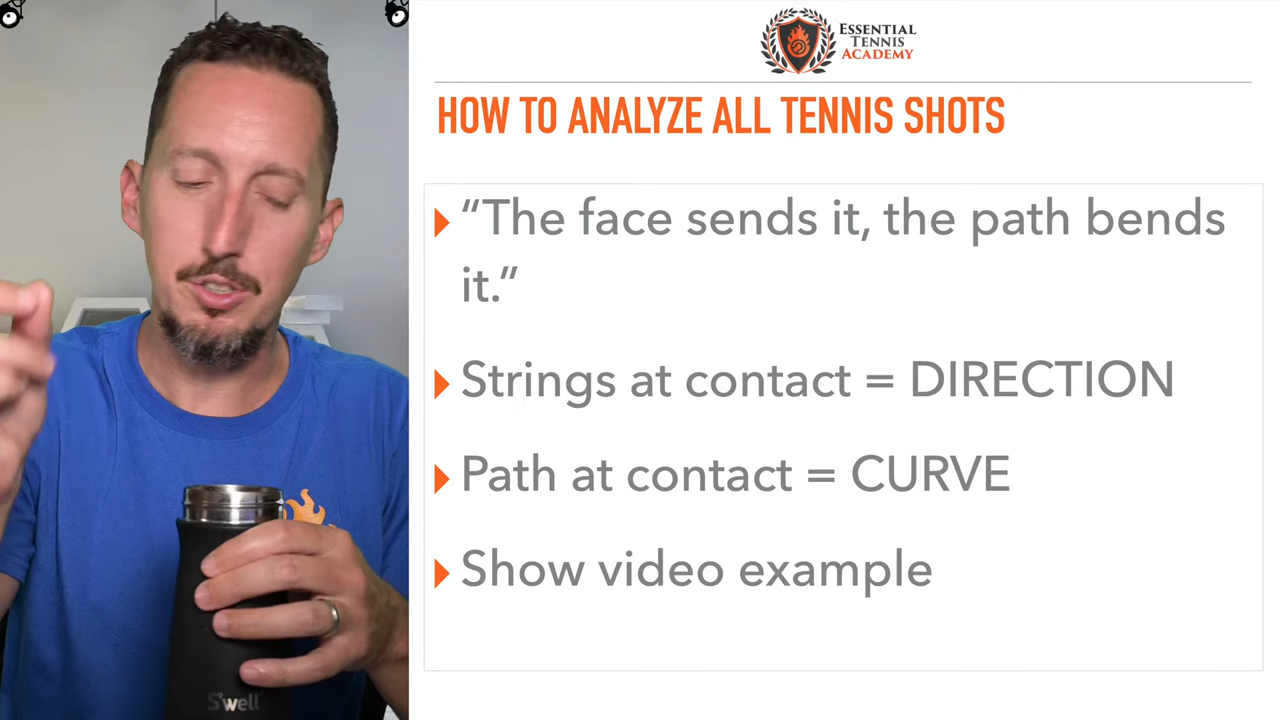 ESSENTIAL
TENNIS
ACADEMY
HOW TO ANALYZE ALL TENNIS SHOTS
“The face sends it, the path bends
it.”
Strings at contact = DIRECTION
Path at contact = CURVE
Show video example
S'well